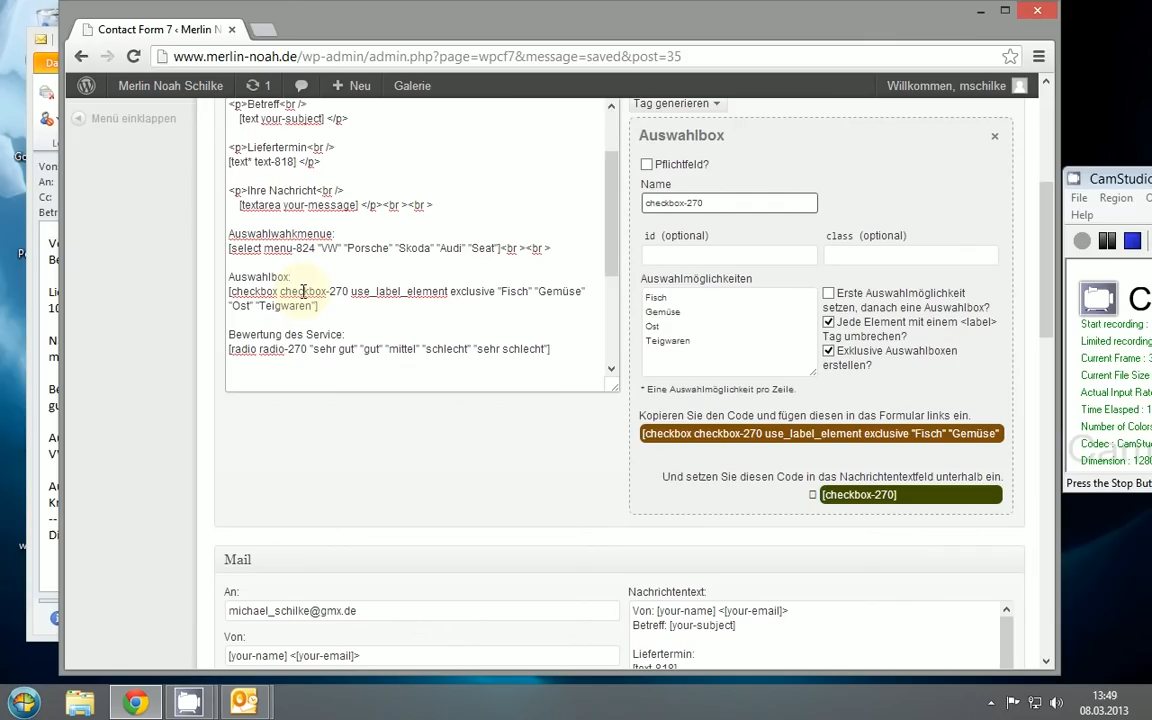 Contact Form 7 ‹ Merlin N
www.merlin-noah.de/wp-admin/admin.php?page=wpcf7&message=saved&post=35
Merlin Noah Schilke
1
Neu
Galerie
Willkommen, mschilke
Menü einklappen
<p>Betreff<br />
[text your-subject] </p>
<p>Liefertermin<br />
[text* text-818] </p>
<p>Ihre Nachricht<br />
[textarea your-message] </p><br ><br >
Auswahlwahkmenue:
[select menu-824 "VW" "Porsche" "Skoda" "Audi" "Seat"]<br ><br >
Auswahlbox:
[checkbox checkbox-270 use_label_element exclusive "Fisch" "Gemüse"
"Ost" "Teigwaren"]
Bewertung des Service:
[radio radio-270 "sehr gut" "gut" "mittel" "schlecht" "sehr schlecht"]
Tag generieren
Auswahlbox
×
Pflichtfeld?
Name
checkbox-270
id (optional)
class (optional)
Auswahlmöglichkeiten
Fisch
Gemüse
Ost
Teigwaren
Erste Auswahlmöglichkeit
setzen, danach eine Auswahlbox?
Jede Element mit einem <label>
Tag umbrechen?
Exklusive Auswahlboxen
erstellen?
* Eine Auswahlmöglichkeit pro Zeile.
Kopieren Sie den Code und fügen diesen in das Formular links ein.
[checkbox checkbox-270 use_label_element exclusive "Fisch" "Gemüse"
Und setzen Sie diesen Code in das Nachrichtentextfeld unterhalb ein.
[checkbox-270]
Mail
An:
michael_schilke@gmx.de
Von:
[your-name] <[your-email]>
Nachrichtentext:
Von: [your-name] <[your-email]>
Betreff: [your-subject]
Liefertermin:
[text-818]
Da
Von:
An:
Cc:
Betr
CamStudio
File Region
Help
Start recording :
Limited recording
Current Frame : 3
Current File Size
Actual Input Rate
Time Elasped : 1
Number of Colors
Codec : CamStu
Dimension : 1280
Press the Stop Butt
13:49
08.03.2013